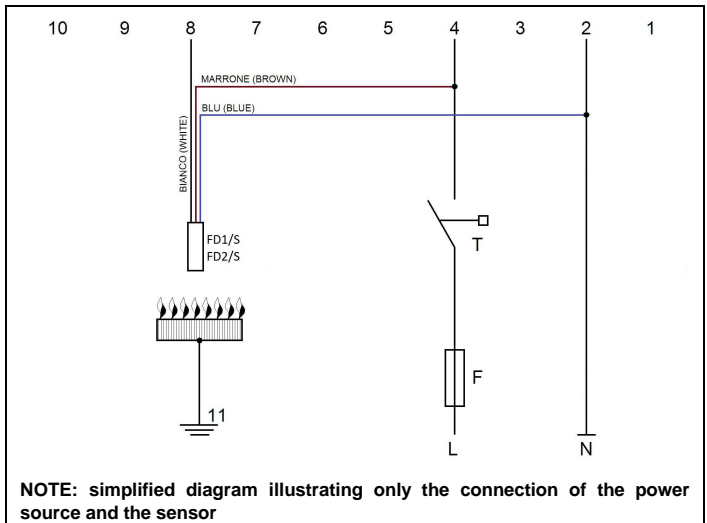 10 9 8 7 6 5 4 3 2 1
MARRONE (BROWN)
BLU (BLUE)
BIANCO (WHITE)
FD1/S
FD2/S
T
F
11
L N
NOTE: simplified diagram illustrating only the connection of the power
source and the sensor